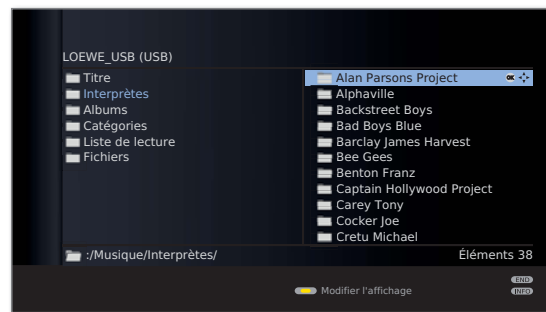 LOEWE_USB (USB)
Titre
Interprètes
Albums
Catégories
Liste de lecture
Fichiers
Alan Parsons Project OK
Alphaville
Backstreet Boys
Bad Boys Blue
Barclay James Harvest
Bee Gees
Benton Franz
Captain Hollywood Project
Carey Tony
Cocker Joe
Cretu Michael
:/Musique/Interprètes/ Éléments 38
END
Modifier l'affichage INFO